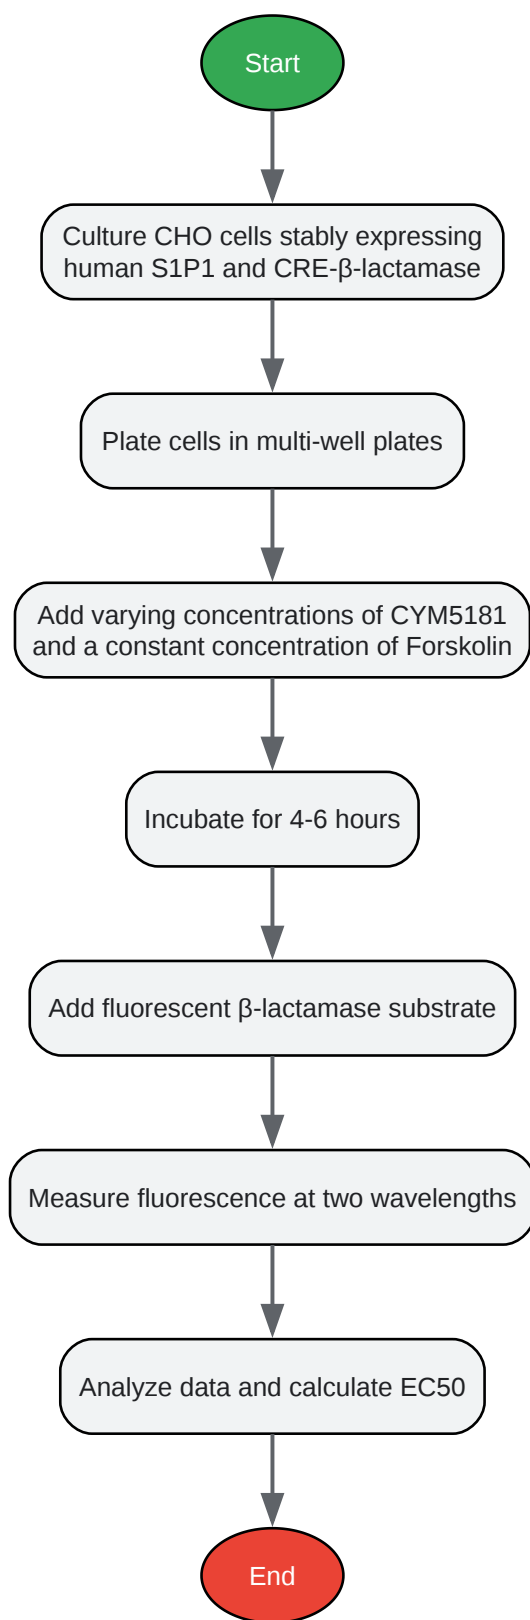 Start
Culture CHO cells stably expressing
human S1P1 and CRE-β-lactamase
Plate cells in multi-well plates
Add varying concentrations of CYM5181
and a constant concentration of Forskolin
Incubate for 4-6 hours
Add fluorescent β-lactamase substrate
Measure fluorescence at two wavelengths
Analyze data and calculate EC50
End